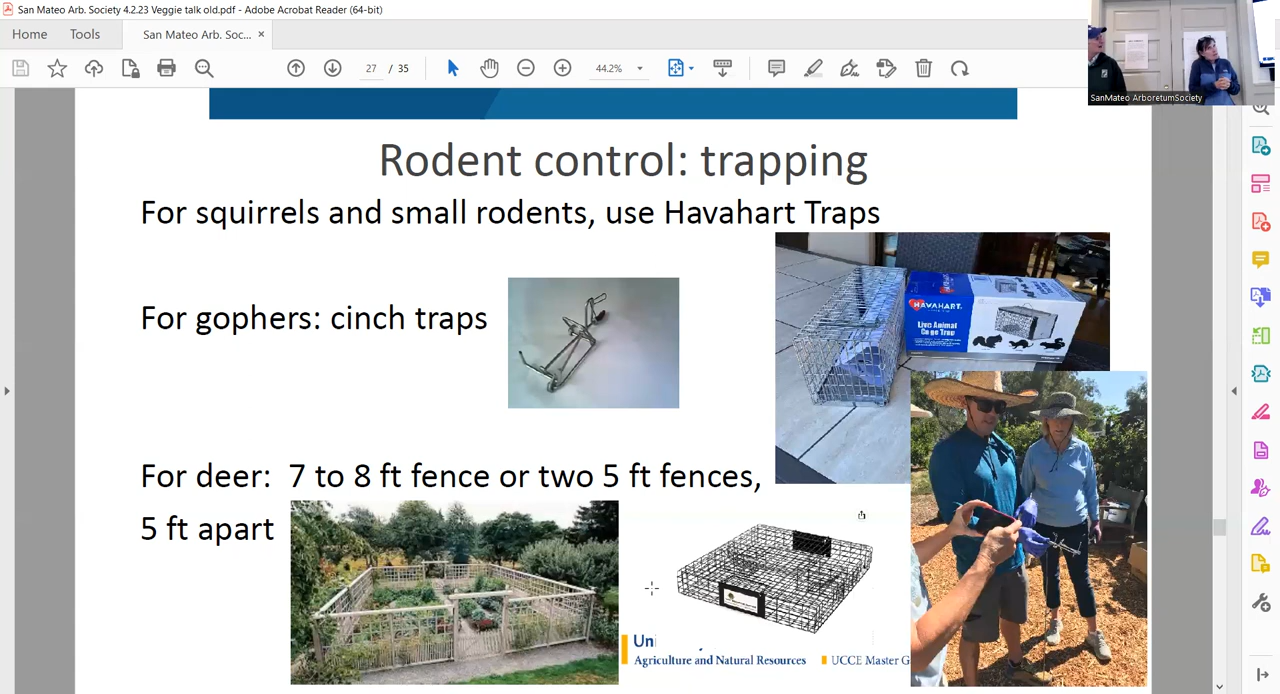 San Mateo Arb. Society 4.2.23 Veggie talk old.pdf - Adobe Acrobat Reader (64-bit)
Home
Tools
San Mateo Arb. Soc...
27 / 35
44.2%
SanMateo ArboretumSociety
Rodent control: trapping
For squirrels and small rodents, use Havahart Traps
HAVAHART
Live Animal
Cage Trap
For gophers: cinch traps
For deer: 7 to 8 ft fence or two 5 ft fences,
5 ft apart
Uni
Agriculture and Natural Resources
UCCE Master G